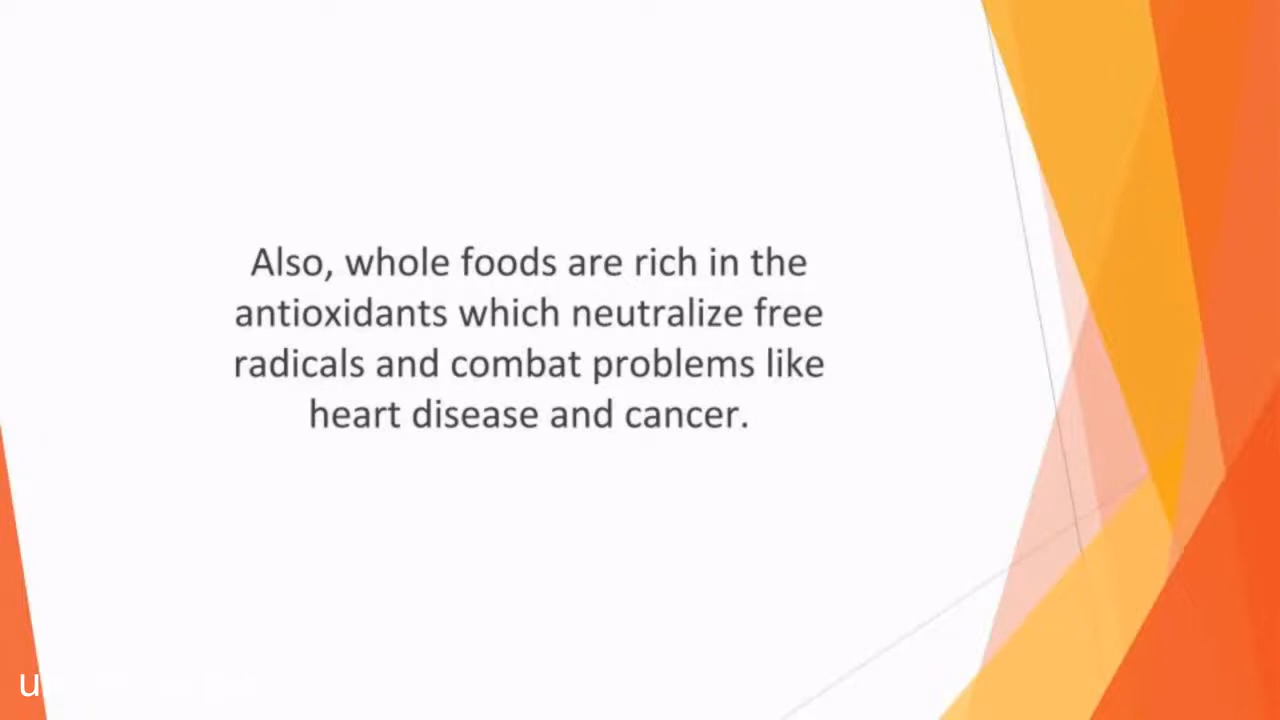 Also, whole foods are rich in the
antioxidants which neutralize free
radicals and combat problems like
heart disease and cancer.